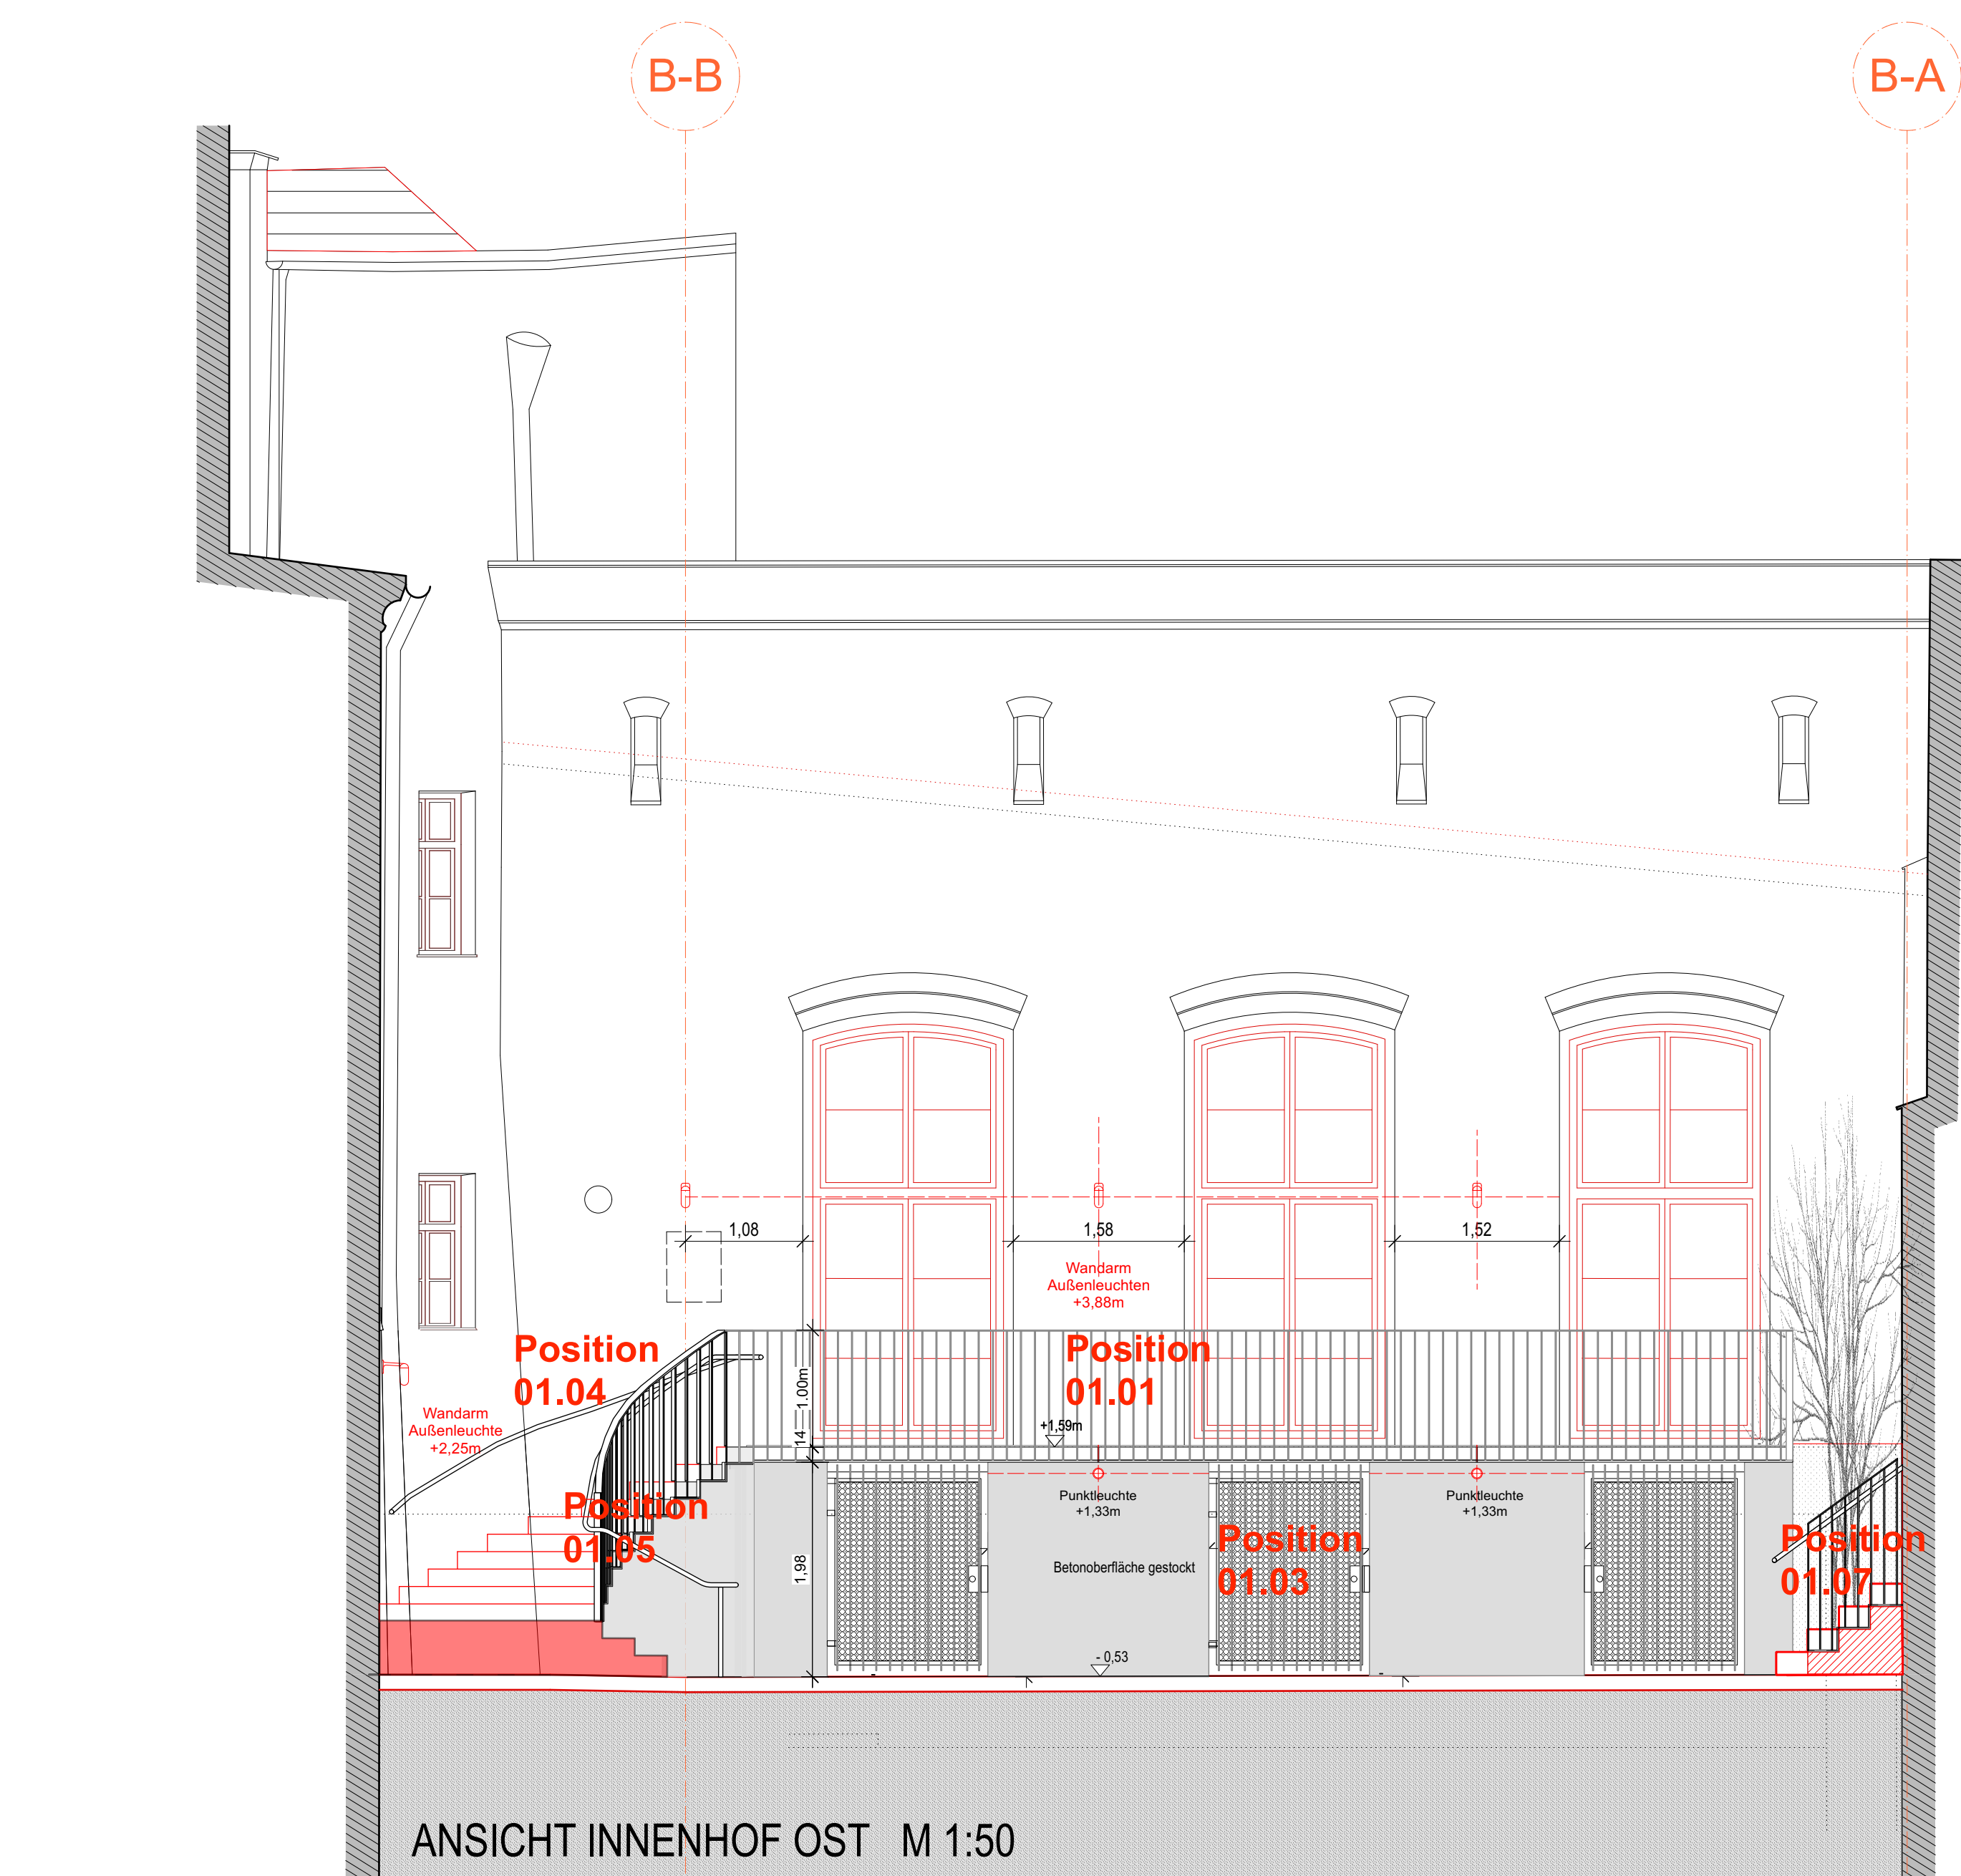 B-B
B-A
1,08
1,58
1,52
Wandarm
Außenleuchten
+3,88m
Position
01.04
Position
01.01
Wandarm
Außenleuchte
+2,25m
1.00m
14
+1,59m
Position
01.05
Punktleuchte
+1,33m
Punktleuchte
+1,33m
Position
01.03
Position
01.07
1,98
Betonoberfläche gestockt
- 0,53
ANSICHT INNENHOF OST M 1:50